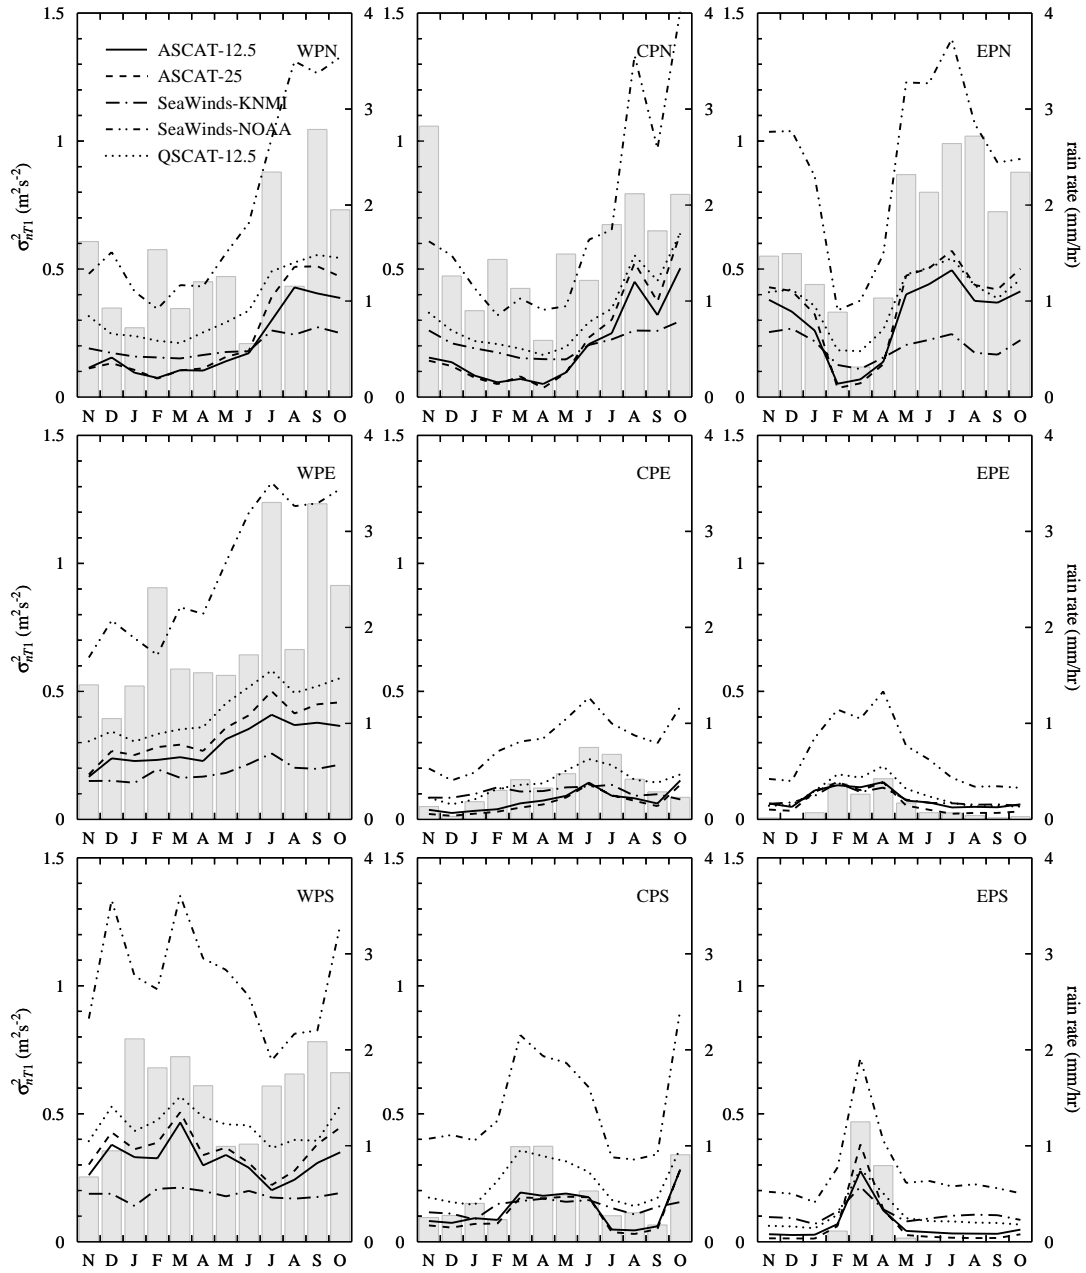 1.5 4 1.5 4 1.5 4
ASCAT-12.5 WPN CPN EPN
ASCAT-25
SeaWinds-KNMI
3 3 3
SeaWinds-NOAA
1 1 1
QSCAT-12.5
σ²nT1 (m²s-2) rain rate (mm/hr)
2 2 2
0.5 0.5 0.5
1 1 1
0 0 0 0 0 0
N D J F M A M J J A S O N D J F M A M J J A S O N D J F M A M J J A S O
1.5 4 1.5 4 1.5 4
WPE CPE EPE
3 3 3
1 1 1
σ²nT1 (m²s-2) rain rate (mm/hr)
2 2 2
0.5 0.5 0.5
1 1 1
0 0 0 0 0 0
N D J F M A M J J A S O N D J F M A M J J A S O N D J F M A M J J A S O
1.5 4 1.5 4 1.5 4
WPS CPS EPS
3 3 3
1 1 1
σ²nT1 (m²s-2) rain rate (mm/hr)
2 2 2
0.5 0.5 0.5
1 1 1
0 0 0 0 0 0
N D J F M A M J J A S O N D J F M A M J J A S O N D J F M A M J J A S O